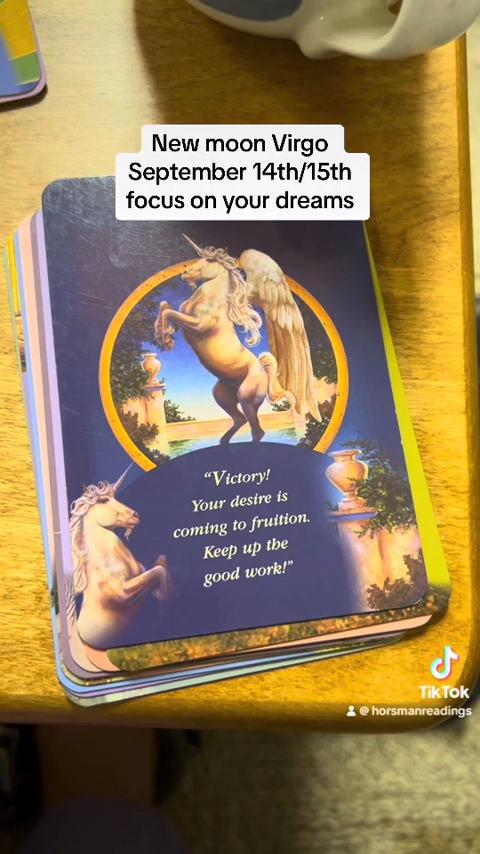 New moon Virgo
September 14th/15th
focus on your dreams
“Victory!
Your desire is
coming to fruition.
Keep up the
good work!”
TikTok
@horsmanreadings